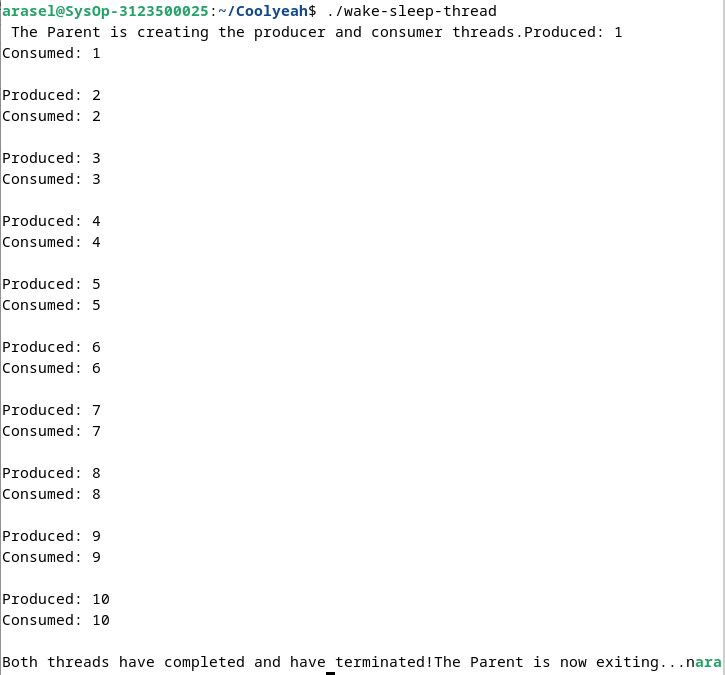 arasel@SysOp-3123500025:~/Coolyeah$ ./wake-sleep-thread
The Parent is creating the producer and consumer threads.Produced: 1
Consumed: 1
Produced: 2
Consumed: 2
Produced: 3
Consumed: 3
Produced: 4
Consumed: 4
Produced: 5
Consumed: 5
Produced: 6
Consumed: 6
Produced: 7
Consumed: 7
Produced: 8
Consumed: 8
Produced: 9
Consumed: 9
Produced: 10
Consumed: 10
Both threads have completed and have terminated!The Parent is now exiting...nara